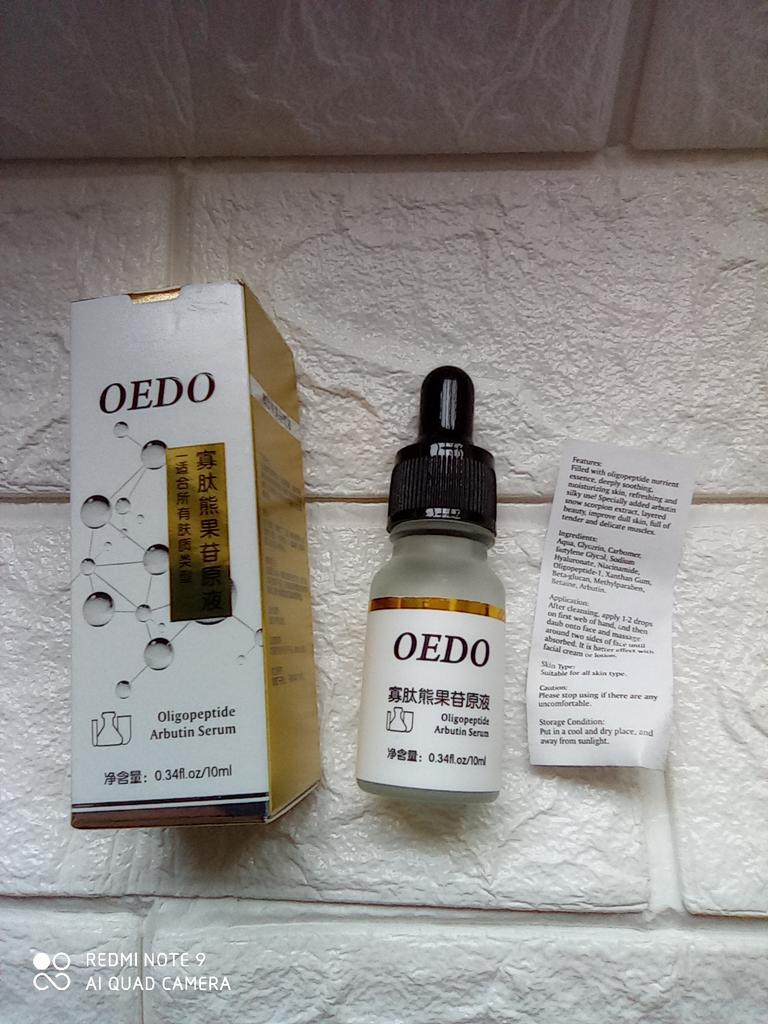 OEDO
寡肽熊果苷原液
一适合所有肤质类型
Oligopeptide
Arbutin Serum
净含量：0.34fl.oz/10ml
OEDO
寡肽熊果苷原液
Oligopeptide
Arbutin Serum
净含量：0.34fl.oz/10ml
Features:
Filled with oligopeptide nutrient
essence, deeply soothing,
moisturizing skin, refreshing and
silky use! Specially added arbutin
snow scorpion extract, layered
beauty, improve dull skin, full of
tender and delicate muscles.
Ingredients:
Aqua, Glycerin, Carbomer,
Butylene Glycol, Sodium
Hyaluronate, Niacinamide,
Oligopeptide-1, Xanthan Gum,
Beta-glucan, Methylparaben,
Betaine, Arbutin.
Application:
After cleansing, apply 1-2 drops
on first web of hand, and then
daub onto face and massage
around two sides of face until
absorbed. It is batter effect with
facial cream or lotion.
Skin Type:
Suitable for all skin type.
Caution:
Please stop using if there are any
uncomfortable.
Storage Condition:
Put in a cool and dry place, and
away from sunlight.
REDMI NOTE 9
AI QUAD CAMERA